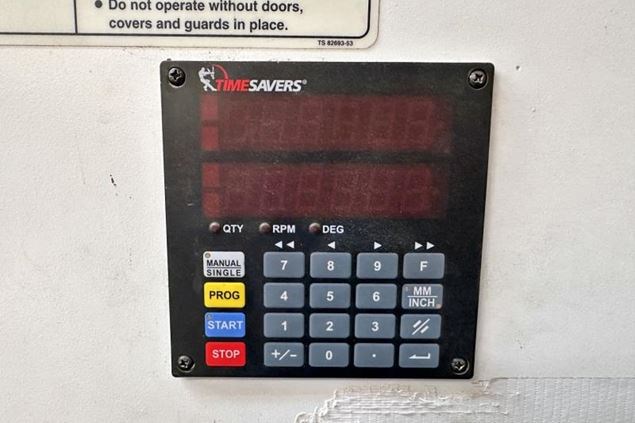 • Do not operate without doors,
covers and guards in place.
TS 82693-53
TIMESAVERS®
QTY RPM DEG
◄◄ ◄ ► ►►
MANUAL
SINGLE
7 8 9 F
PROG 4 5 6 MM
INCH
START 1 2 3
STOP +/- 0 .